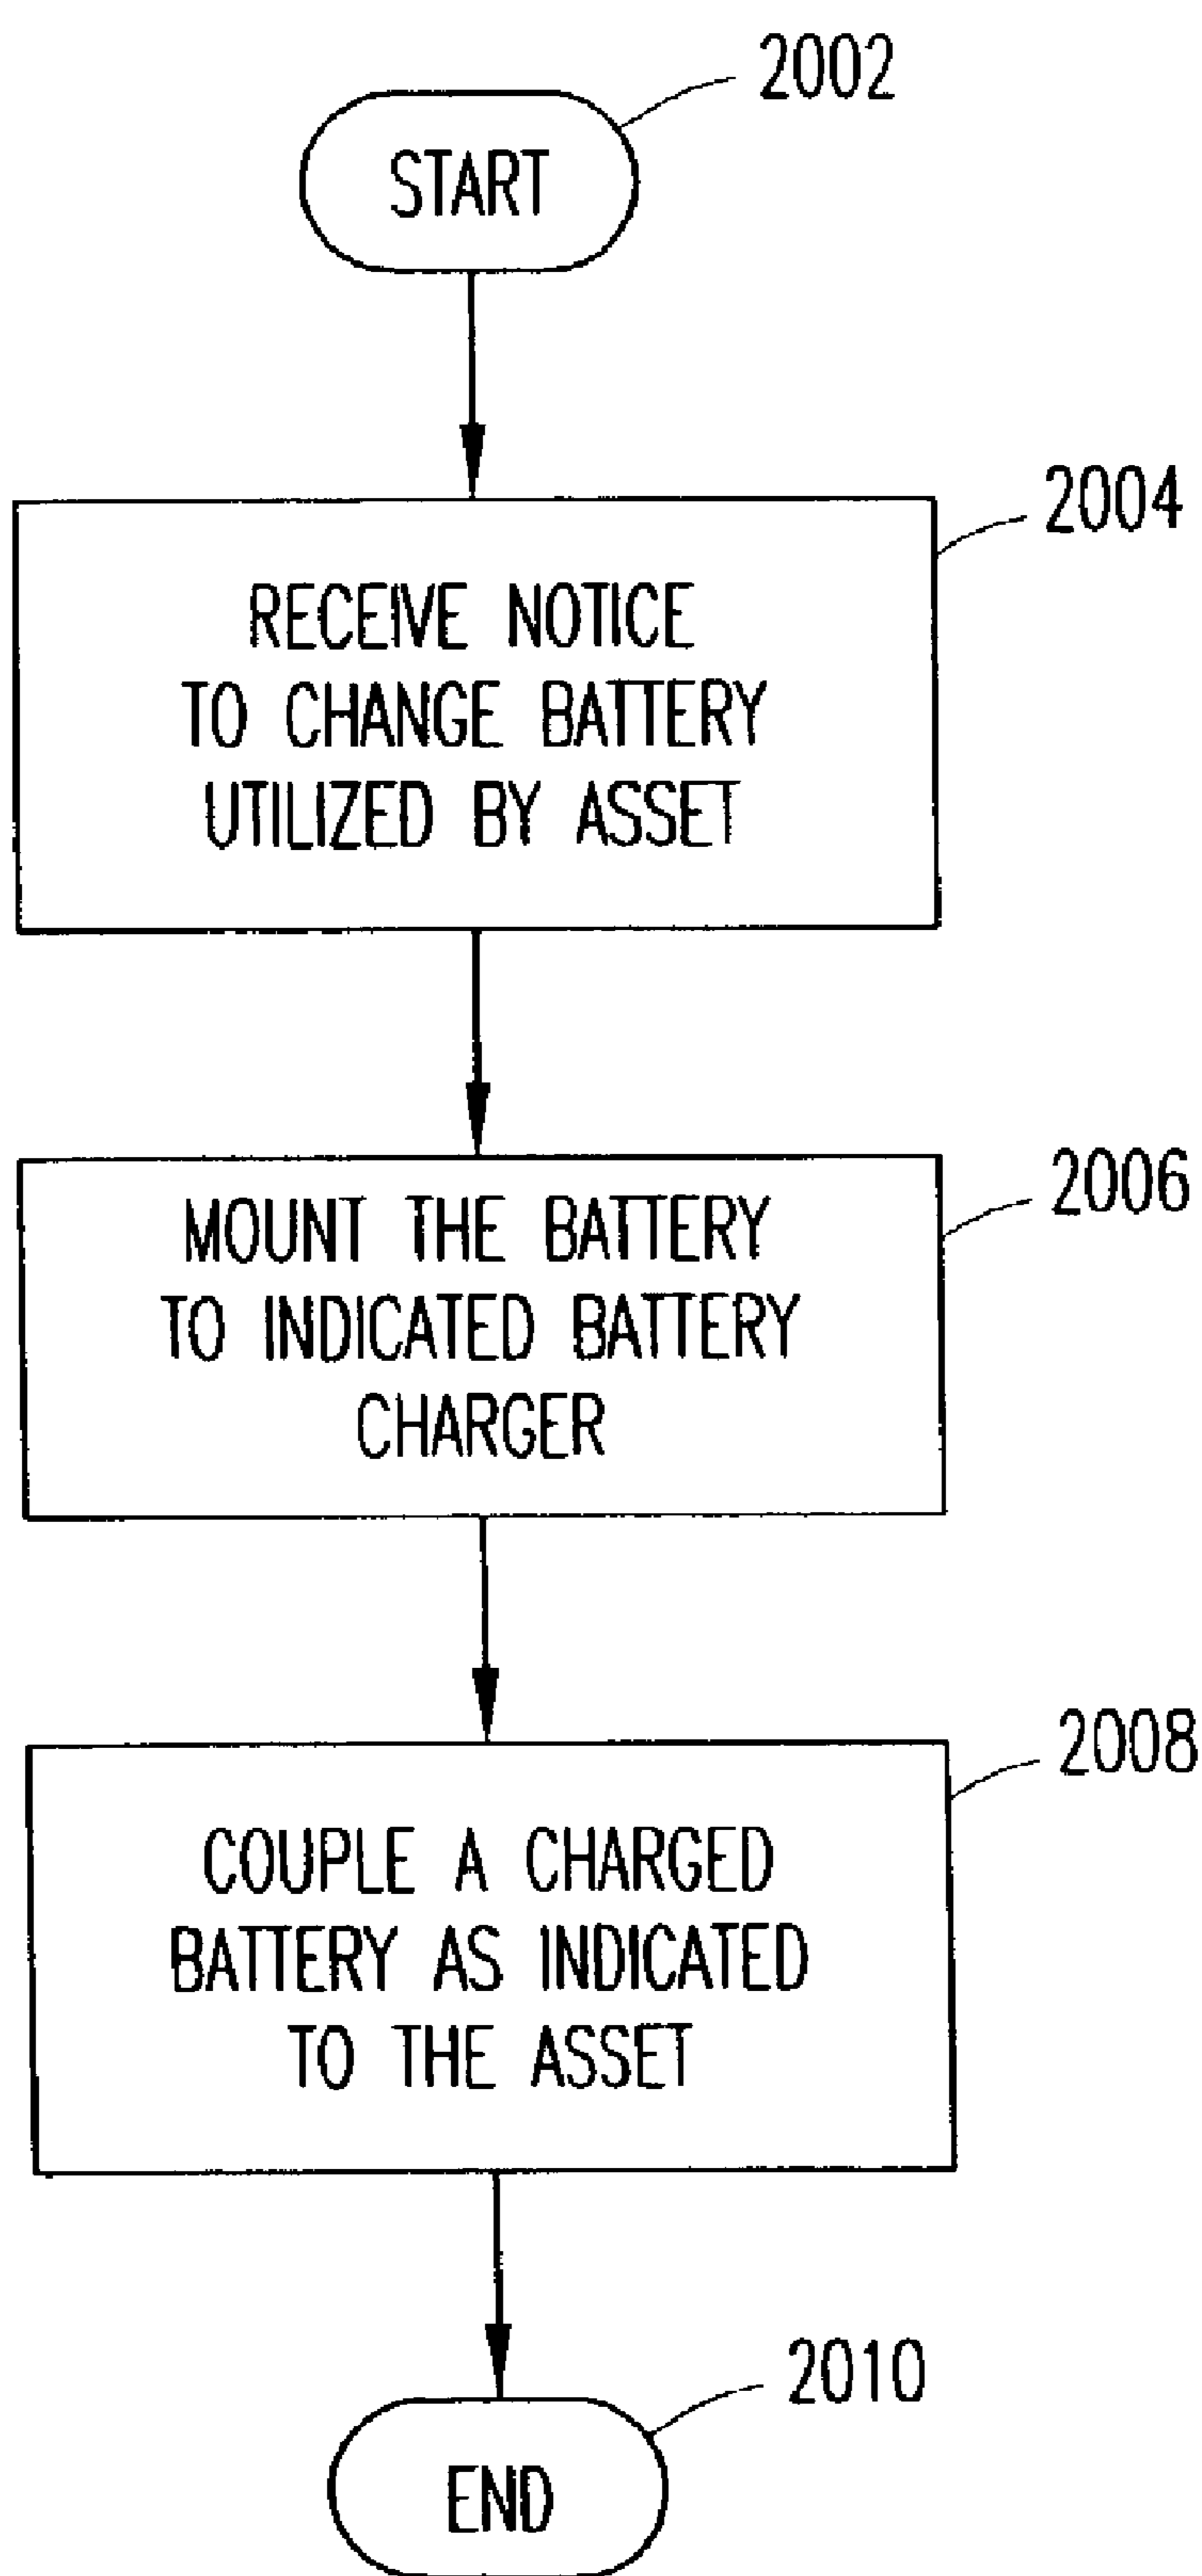 2002
START
2004
RECEIVE NOTICE
TO CHANGE BATTERY
UTILIZED BY ASSET
2006
MOUNT THE BATTERY
TO INDICATED BATTERY
CHARGER
2008
COUPLE A CHARGED
BATTERY AS INDICATED
TO THE ASSET
2010
END